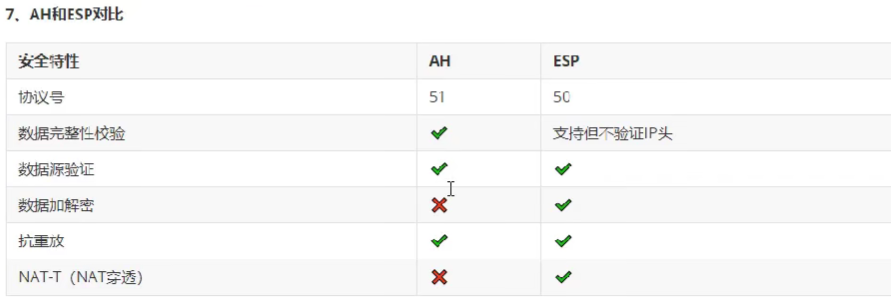 7、AH和ESP对比
安全特性 AH ESP
协议号 51 50
数据完整性校验 ✔ 支持但不验证IP头
数据源验证 ✔ ✔
数据加解密 ✖ ✔
抗重放 ✔ ✔
NAT-T（NAT穿透） ✖ ✔